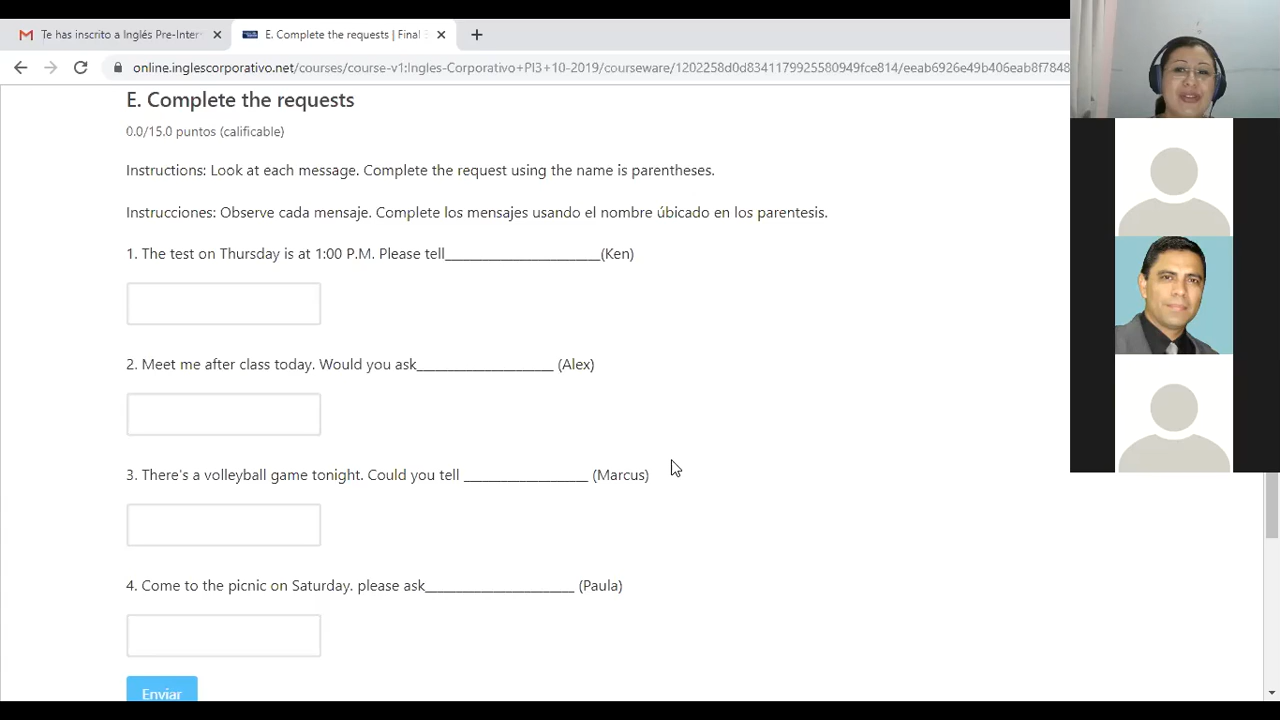 Te has inscrito a Inglés Pre-Inter
E. Complete the requests | Final
online.inglescorporativo.net/courses/course-v1:Ingles-Corporativo+PI3+10-2019/courseware/1202258d0d8341179925580949fce814/eeab6926e49b406eab8f7848
E. Complete the requests
0.0/15.0 puntos (calificable)
Instructions: Look at each message. Complete the request using the name is parentheses.
Instrucciones: Observe cada mensaje. Complete los mensajes usando el nombre úbicado en los parentesis.
1. The test on Thursday is at 1:00 P.M. Please tell____________________(Ken)
2. Meet me after class today. Would you ask__________________ (Alex)
3. There's a volleyball game tonight. Could you tell ________________ (Marcus)
4. Come to the picnic on Saturday. please ask___________________ (Paula)
Enviar